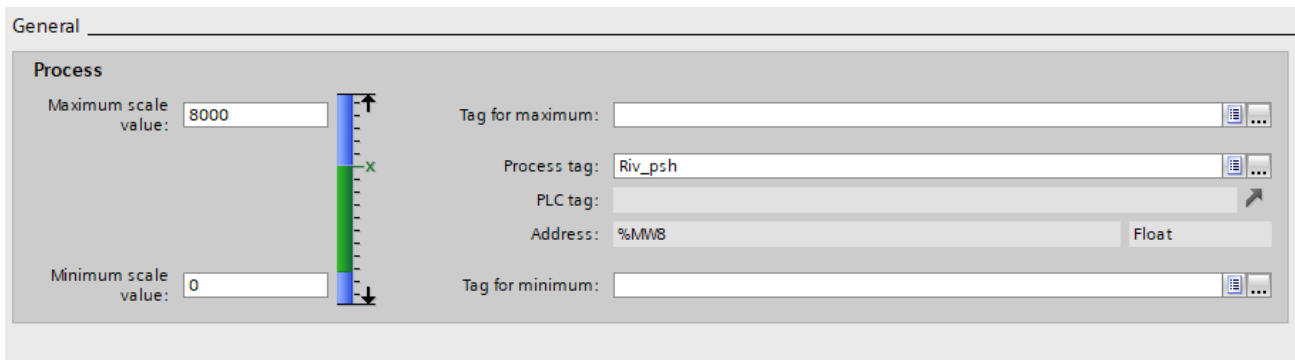 General
Process
Maximum scale value:
8000
Tag for maximum:
...
X
Process tag:
Riv_psh
...
PLC tag:
Address:
%MW8
Float
Minimum scale value:
0
Tag for minimum:
...